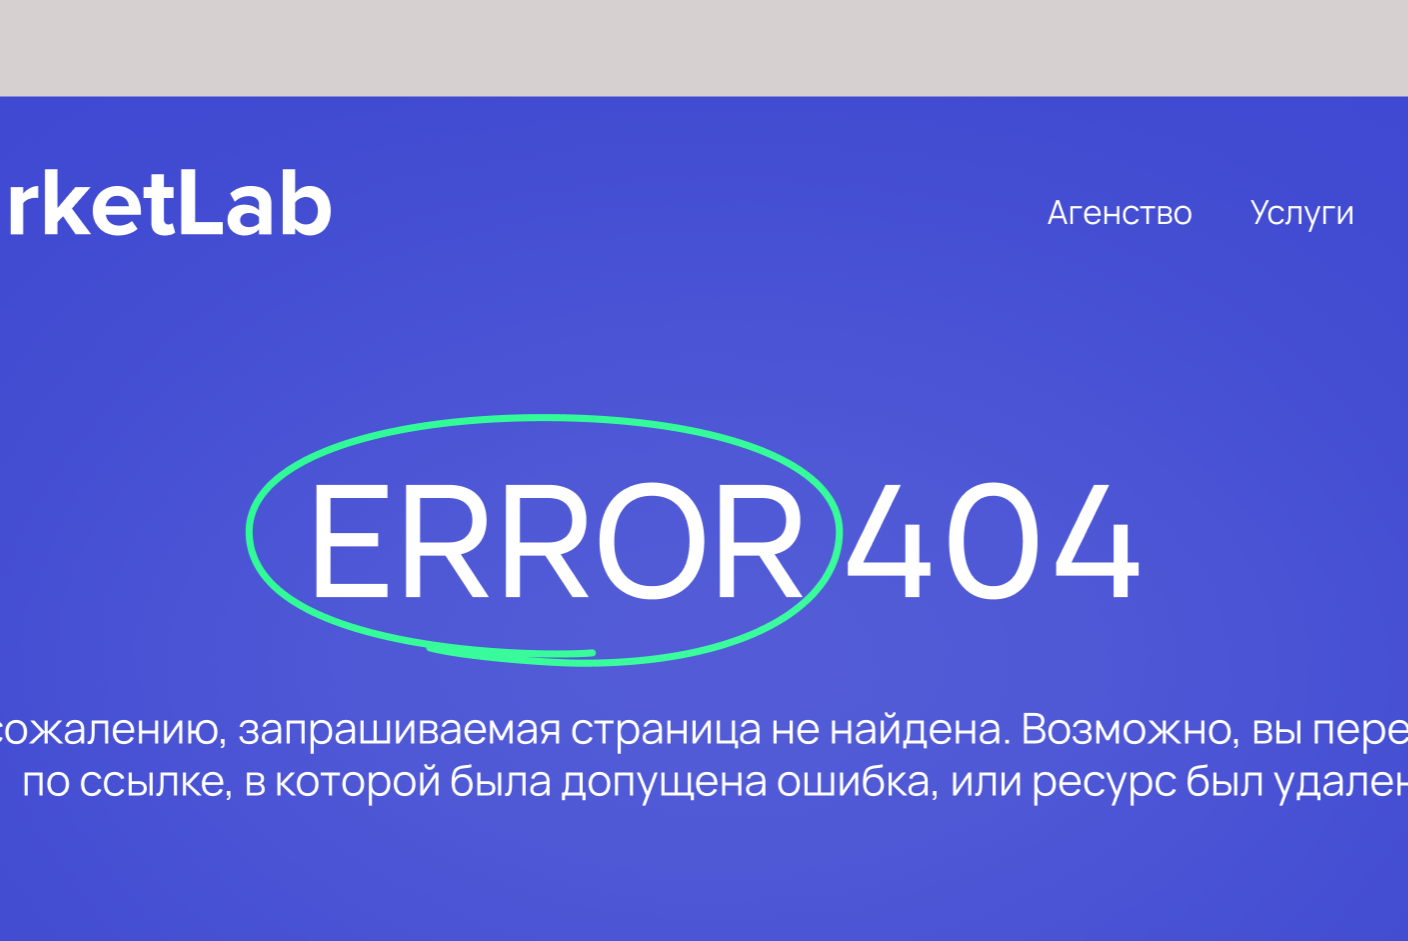 rketLab
Агенство Услуги
ERROR 404
сожалению, запрашиваемая страница не найдена. Возможно, вы пере
по ссылке, в которой была допущена ошибка, или ресурс был удален